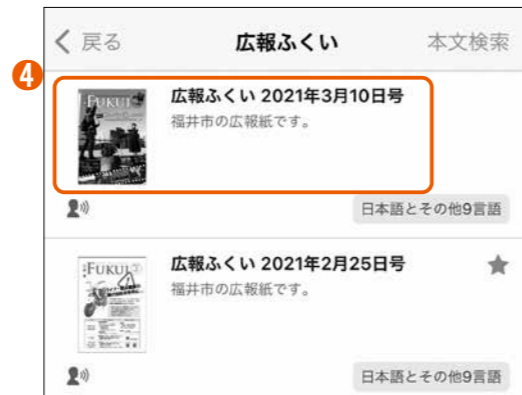 戻る 広報ふくい 本文検索
4
FUKUI
広報ふくい 2021年3月10日号
福井市の広報紙です。
日本語とその他9言語
FUKUI
広報ふくい 2021年2月25日号
福井市の広報紙です。
日本語とその他9言語